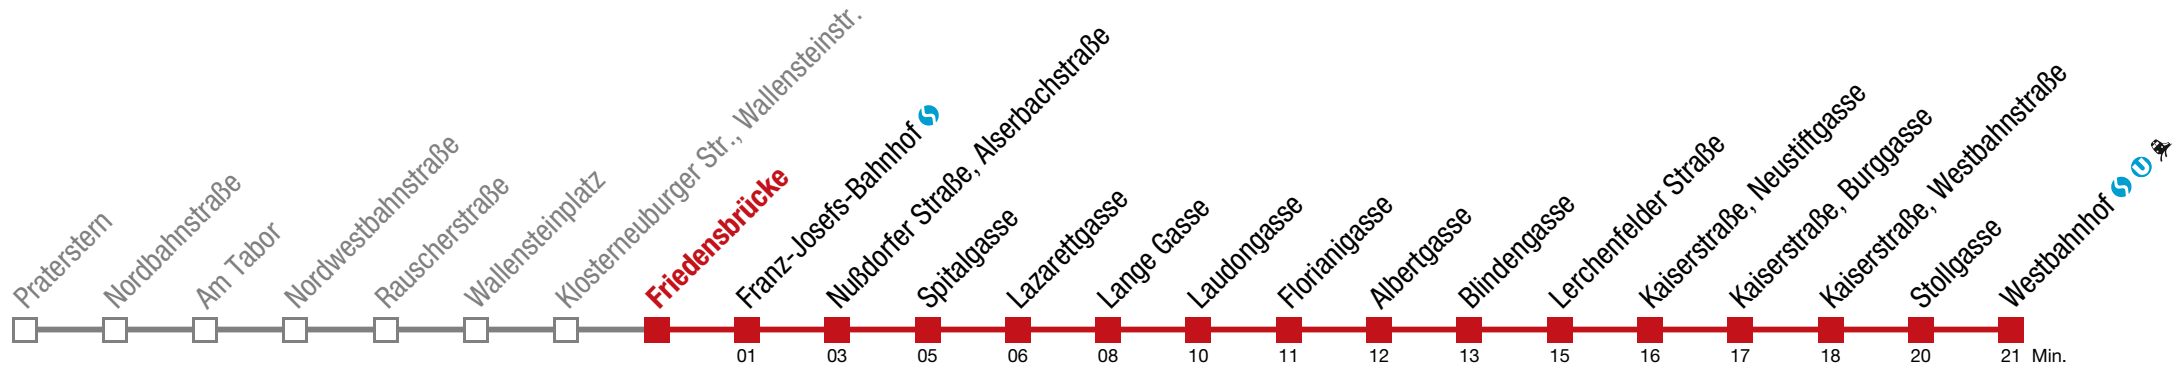 Praterstern
Nordbahnstraße
Am Tabor
Nordwestbahnstraße
Rauscherstraße
Wallensteinplatz
Klosterneuburger Str., Wallensteinstr.
Friedensbrücke
Franz-Josefs-Bahnhof
Nußdorfer Straße, Alserbachstraße
Spitalgasse
Lazarettgasse
Lange Gasse
Laudongasse
Florianigasse
Albertgasse
Blindengasse
Lerchenfelder Straße
Kaiserstraße, Neustiftgasse
Kaiserstraße, Burggasse
Kaiserstraße, Westbahnstraße
Stollgasse
Westbahnhof U
01 03 05 06 08 10 11 12 13 15 16 17 18 20 21 Min.